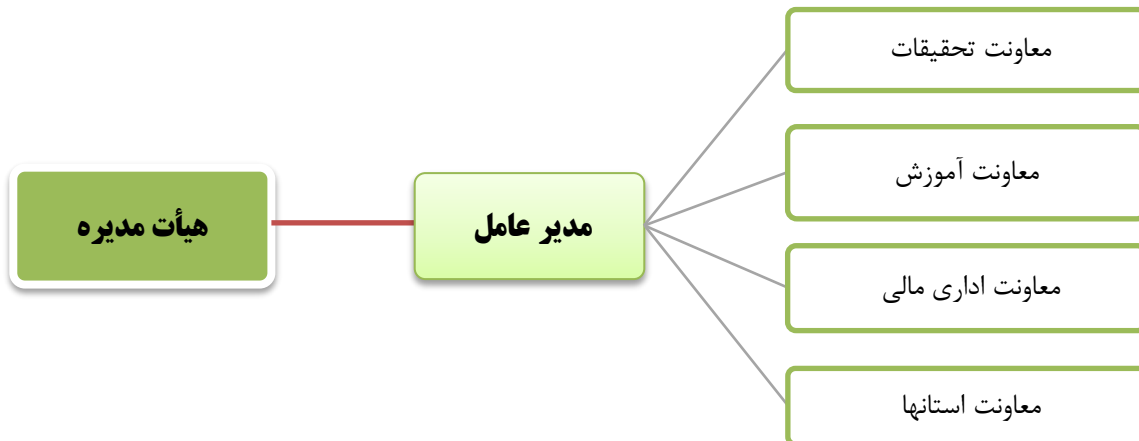 هیأت مدیره
مدیر عامل
معاونت تحقیقات
معاونت آموزش
معاونت اداری مالی
معاونت استانها